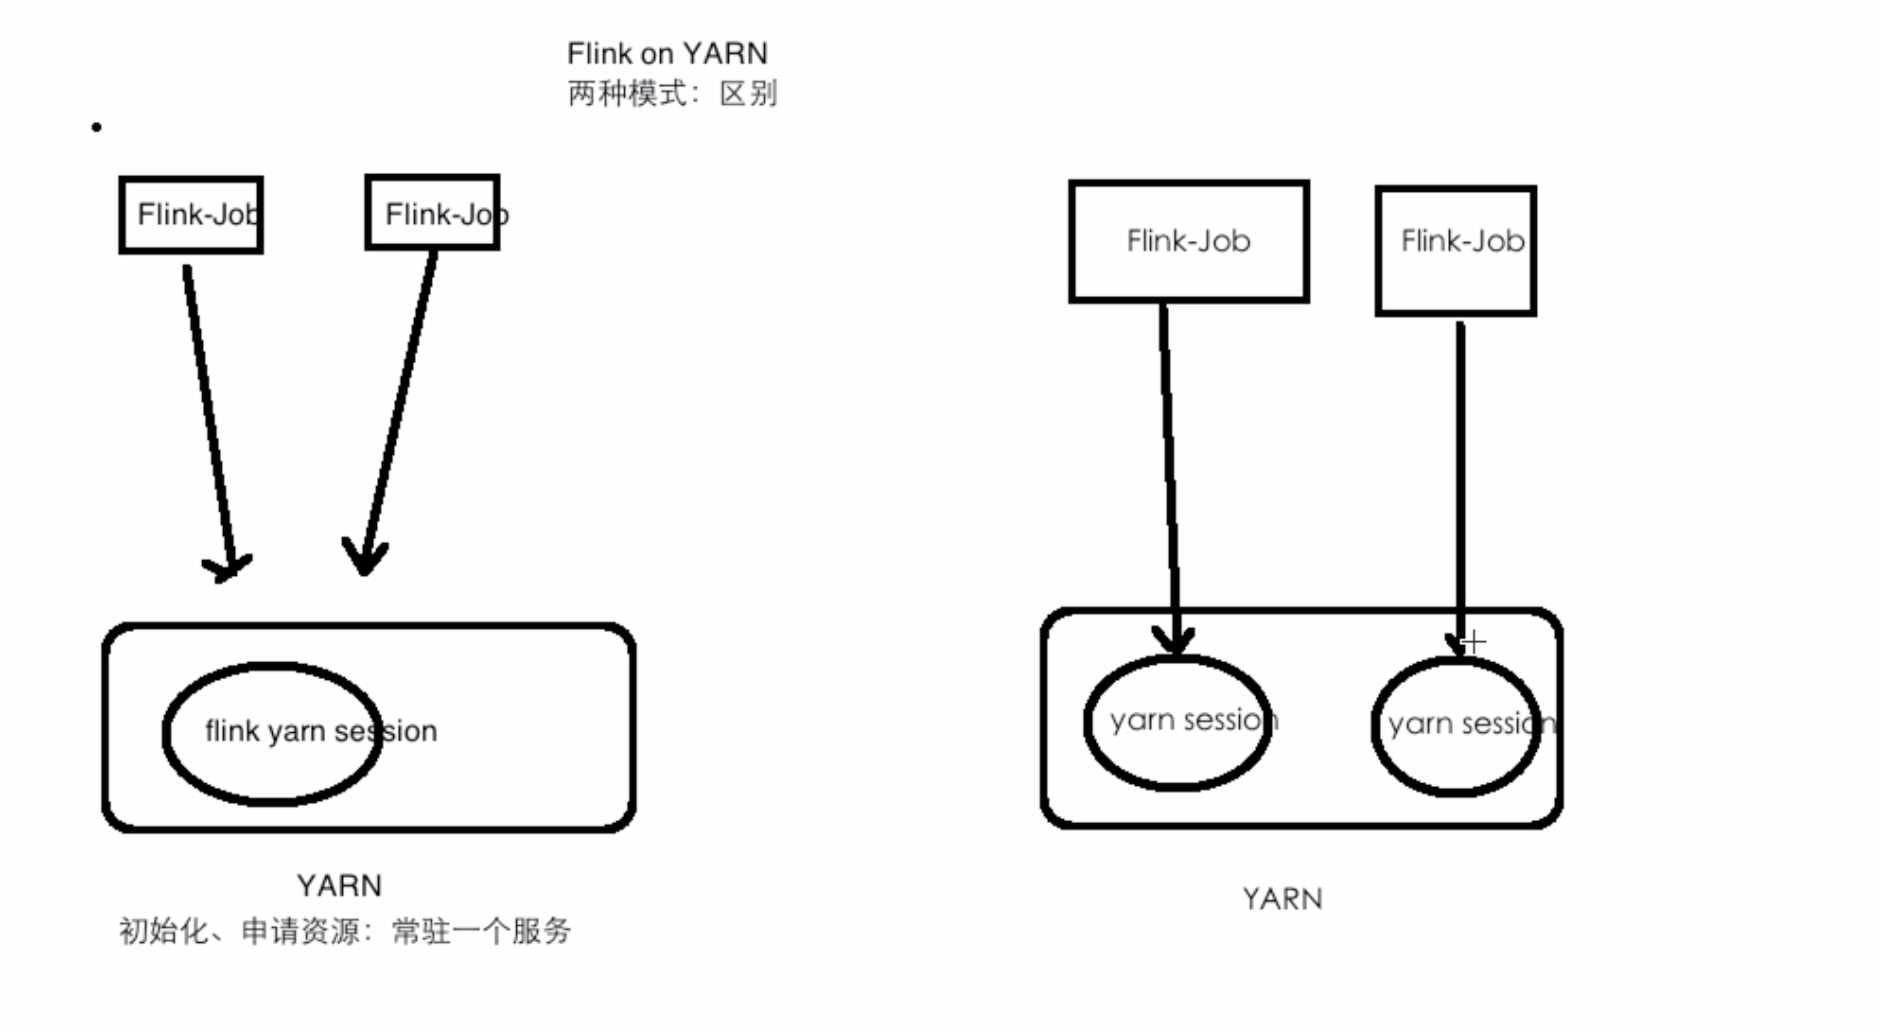 Flink on YARN
两种模式：区别
Flink-Job
Flink-Job
flink yarn session
YARN
初始化、申请资源：常驻一个服务
Flink-Job
Flink-Job
yarn session
yarn session
YARN